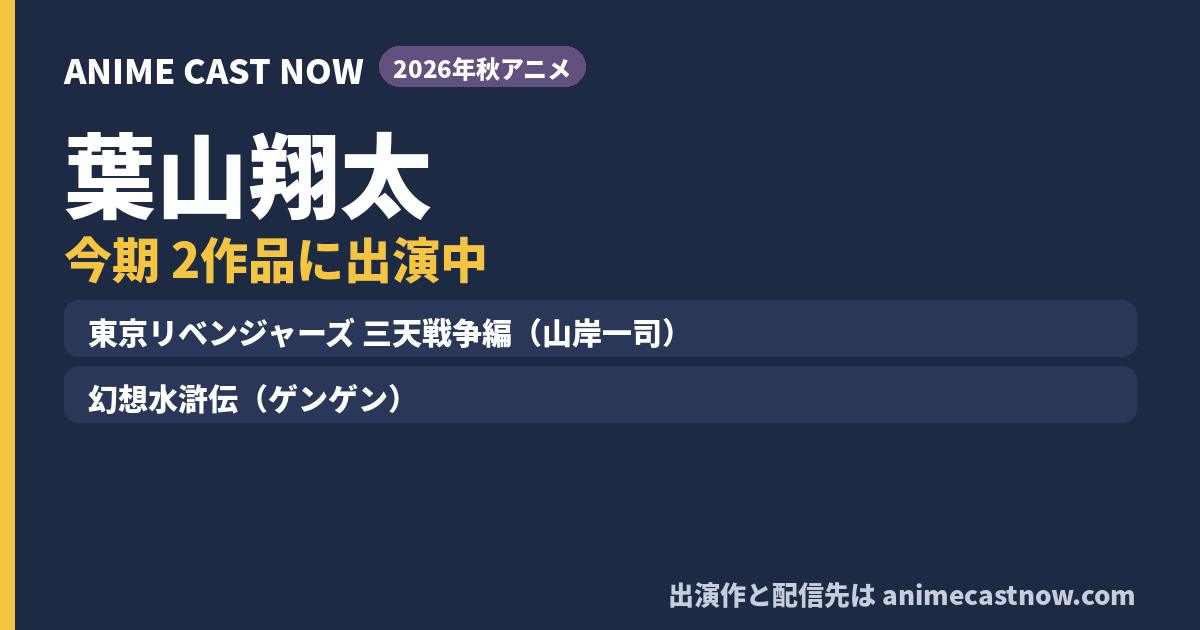 ANIME CAST NOW 2026年秋アニメ
葉山翔太
今期 2作品に出演中
東京リベンジャーズ 三天戦争編（山岸一司）
幻想水滸伝（ゲンゲン）
出演作と配信先は animecastnow.com